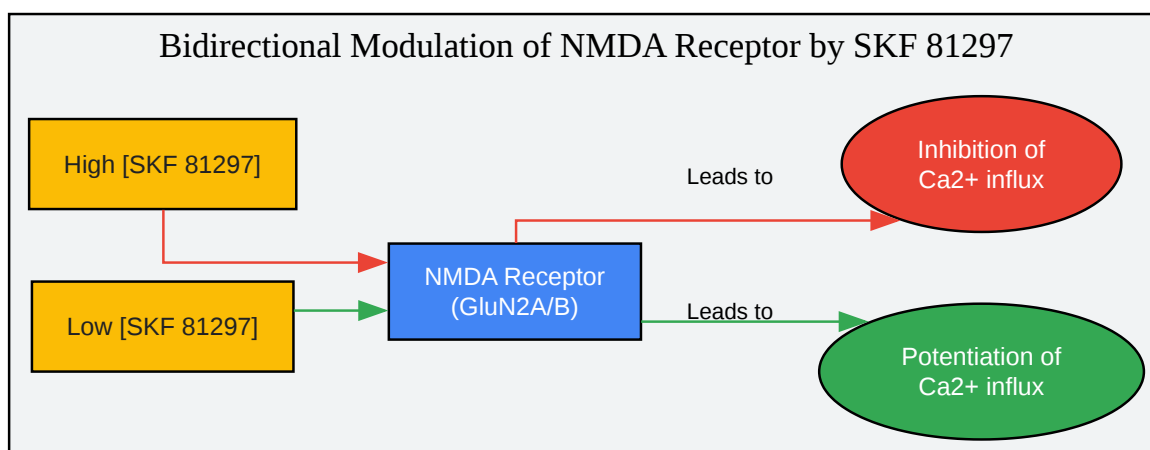 Bidirectional Modulation of NMDA Receptor by SKF 81297
High [SKF 81297]
Low [SKF 81297]
NMDA Receptor
(GluN2A/B)
Leads to
Inhibition of
Ca2+ influx
Leads to
Potentiation of
Ca2+ influx